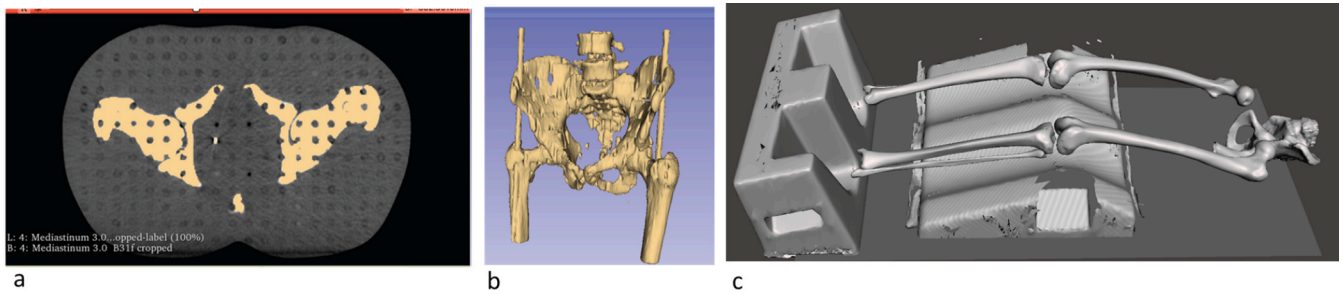 L: 4: Mediastinum 3.0...opped-label (100%)
B: 4: Mediastinum 3.0 B31f cropped
a
b
c